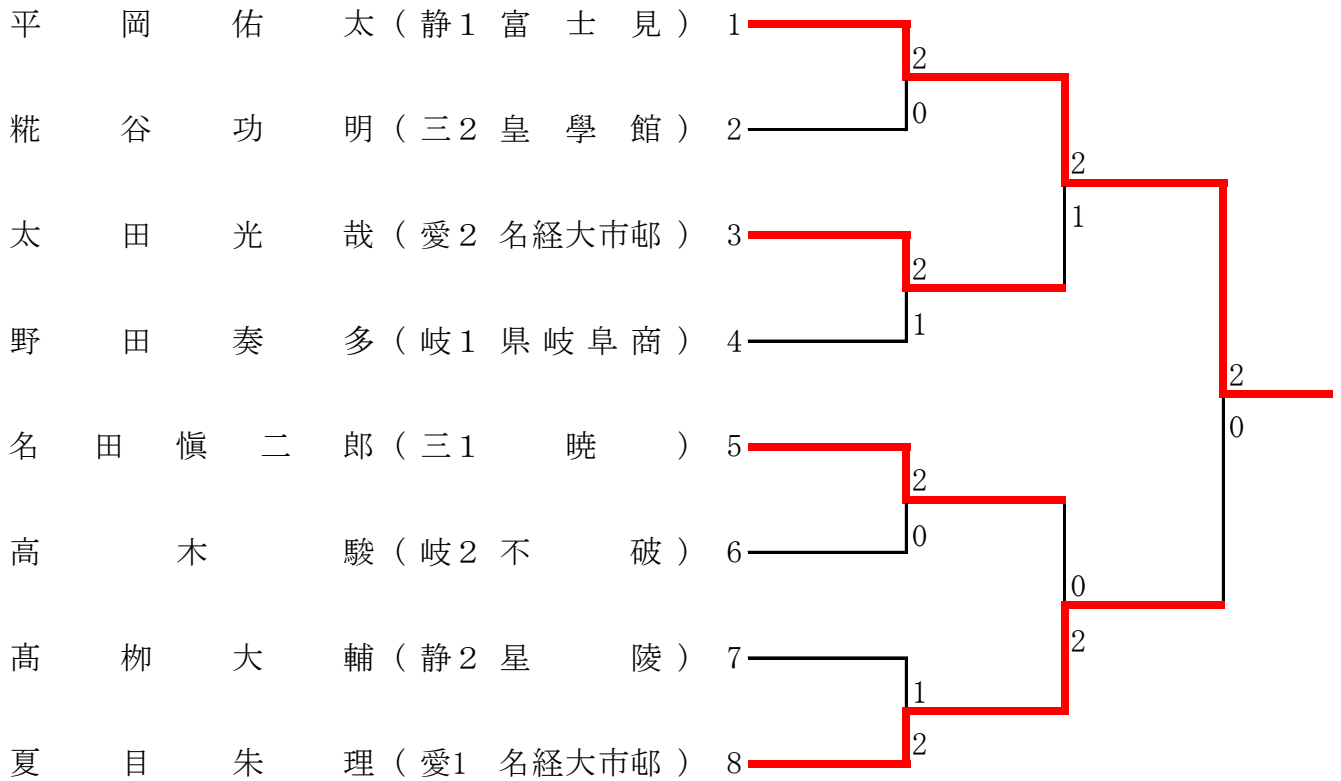 平岡佑太（静1 富士見） 1
2
0
糀谷功明（三2 皇學館） 2
2
1
太田光哉（愛2 名経大市邨） 3
2
1
野田奏多（岐1 県岐阜商） 4
2
0
名田愼二郎（三1 暁） 5
2
0
高木駿（岐2 不破） 6
0
2
髙栁大輔（静2 星陵） 7
1
2
夏目朱理（愛1 名経大市邨） 8